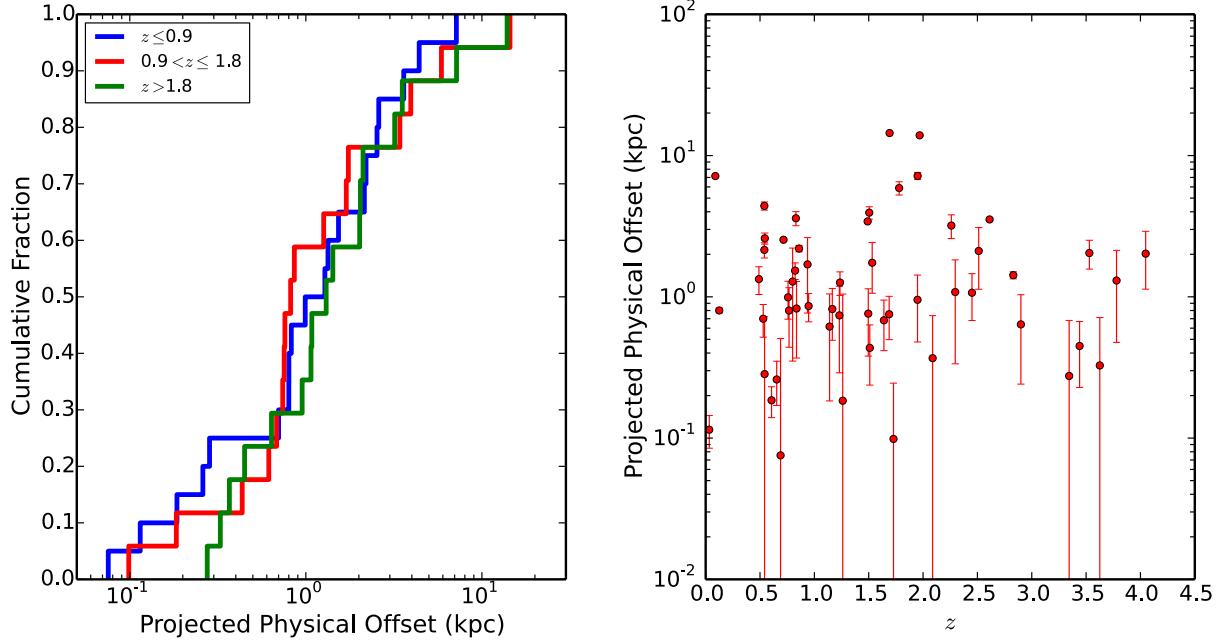 z ≤ 0.9
0.9 < z ≤ 1.8
z > 1.8
Cumulative Fraction
1.0
0.9
0.8
0.7
0.6
0.5
0.4
0.3
0.2
0.1
0.0
10⁻¹ 10⁰ 10¹
Projected Physical Offset (kpc)
Projected Physical Offset (kpc)
10²
10¹
10⁰
10⁻¹
10⁻²
0.0 0.5 1.0 1.5 2.0 2.5 3.0 3.5 4.0 4.5
z